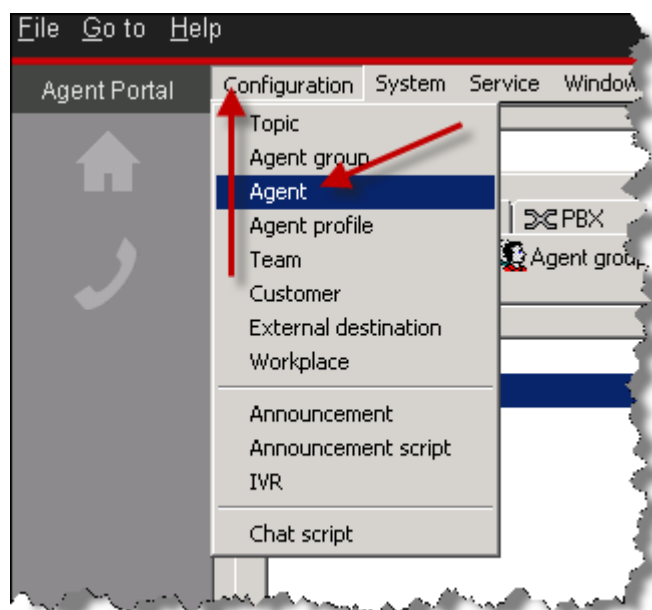 File Go to Help
Agent Portal
Configuration System Service Window
Topic
Agent group
Agent
Agent profile
Team
Customer
External destination
Workplace
Announcement
Announcement script
IVR
Chat script
PBX
Agent group